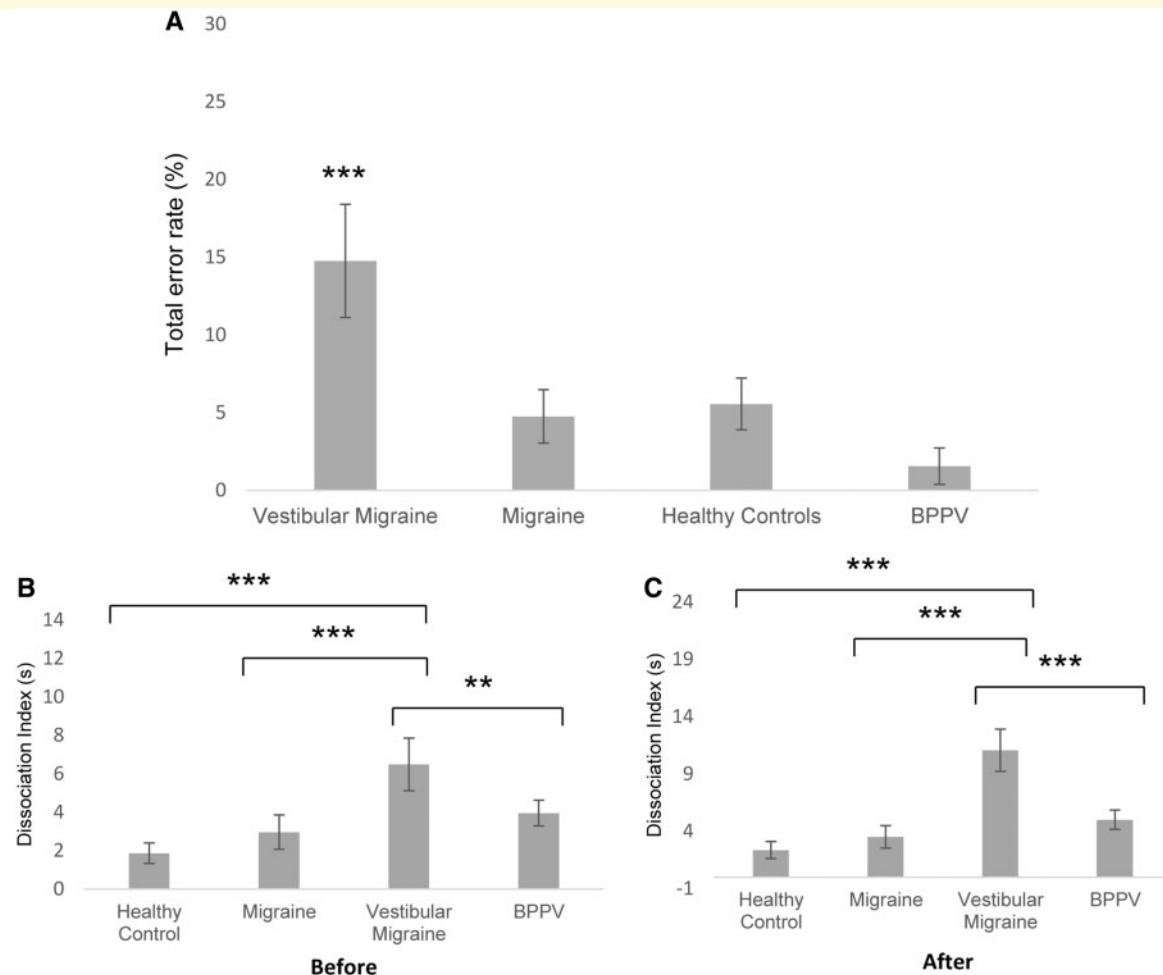 A
30
25
20
15
10
5
0
Total error rate (%)
***
Vestibular Migraine Migraine Healthy Controls BPPV
B
14
12
10
8
6
4
2
0
Dissociation Index (s)
***
***
**
Healthy Control Migraine Vestibular Migraine BPPV
Before
C
24
19
14
9
4
-1
Dissociation Index (s)
***
***
***
Healthy Control Migraine Vestibular Migraine BPPV
After